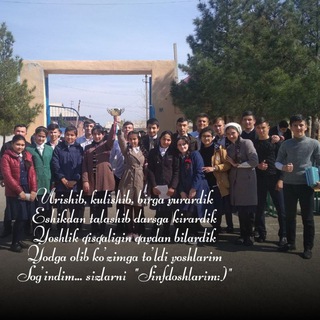 Urishib, kulishib, birga yurardik
Eshikdan talashib darsga kirardik
Yoshlik qisqaligin qaydan bilardik
Yodga olib ko'zimga to'ldi yoshlarim
Sog'indim... sizlarni "Sinfdoshlarim:)"